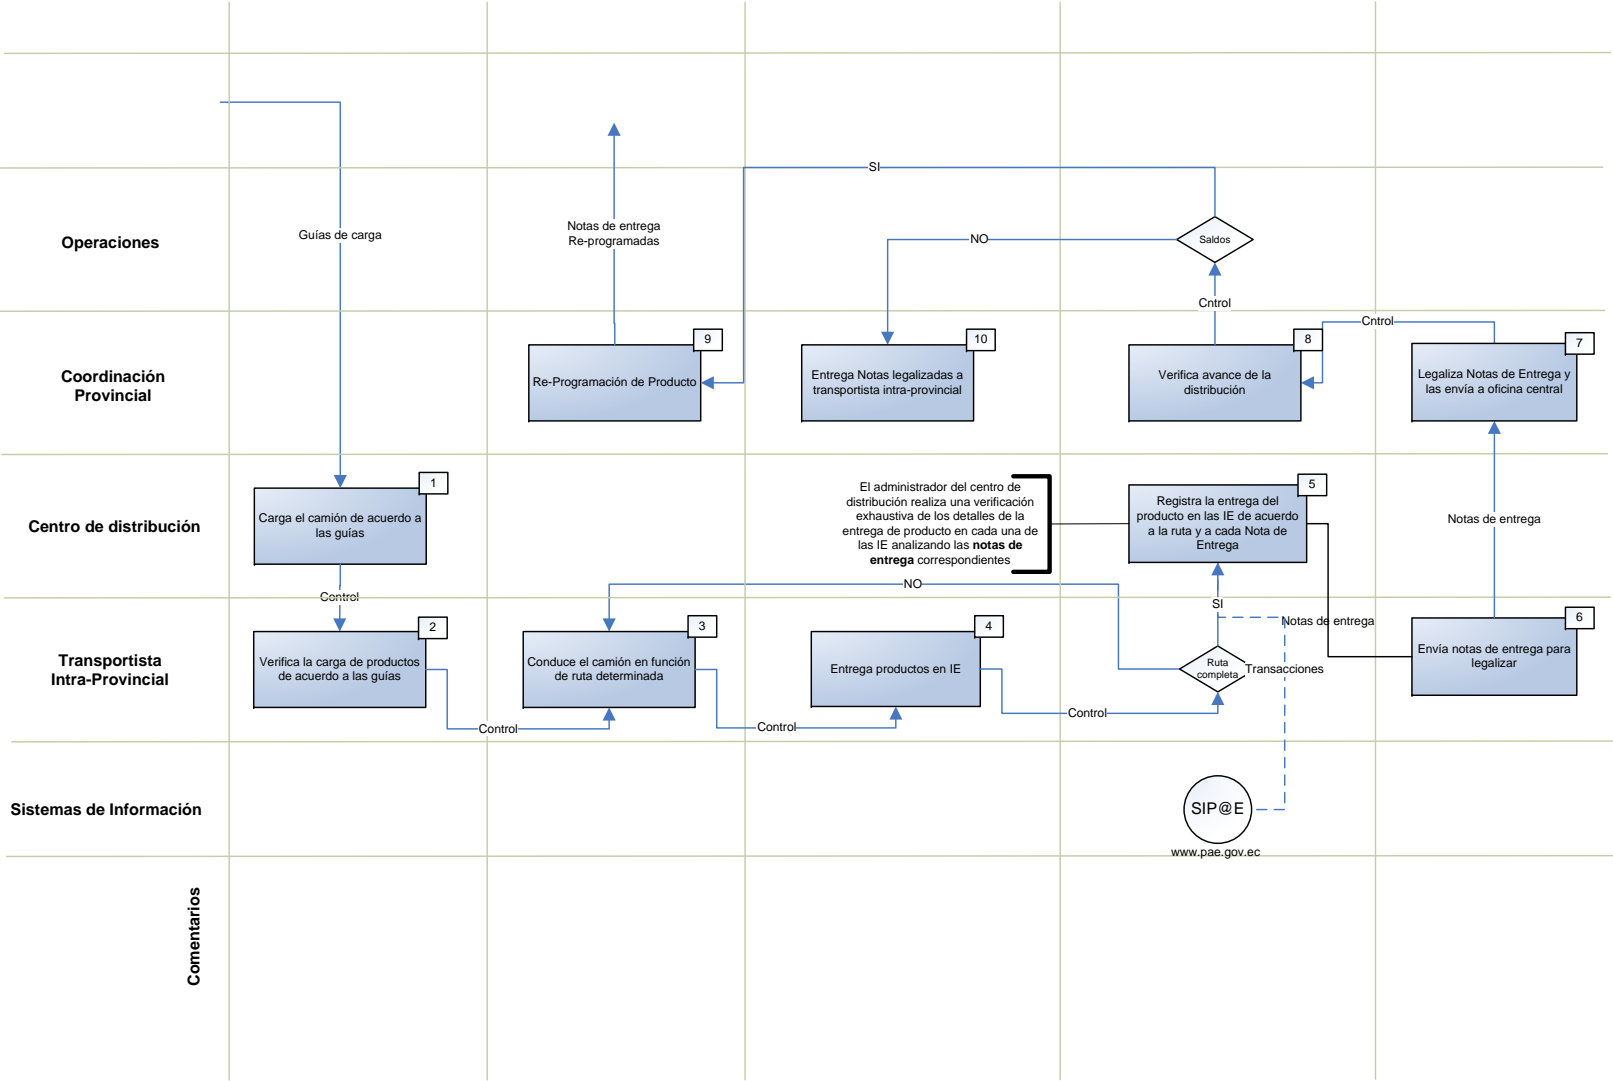 SI
Operaciones
Guías de carga
Notas de entrega
Re-programadas
NO
Saldos
Cntrol
Cntrol
Coordinación
Provincial
9
Re-Programación de Producto
10
Entrega Notas legalizadas a
transportista intra-provincial
8
Verifica avance de la
distribución
7
Legaliza Notas de Entrega y
las envía a oficina central
Centro de distribución
1
Carga el camión de acuerdo a
las guías
El administrador del centro de
distribución realiza una verificación
exhaustiva de los detalles de la
entrega de producto en cada una de
las IE analizando las notas de
entrega correspondientes
5
Registra la entrega del
producto en las IE de acuerdo
a la ruta y a cada Nota de
Entrega
Notas de entrega
NO
Control
SI
Notas de entrega
Transportista
Intra-Provincial
2
Verifica la carga de productos
de acuerdo a las guías
3
Conduce el camión en función
de ruta determinada
4
Entrega productos en IE
Ruta
completa
Transacciones
6
Envía notas de entrega para
legalizar
Control
Control
Control
Sistemas de Información
SIP@E
www.pae.gov.ec
Comentarios